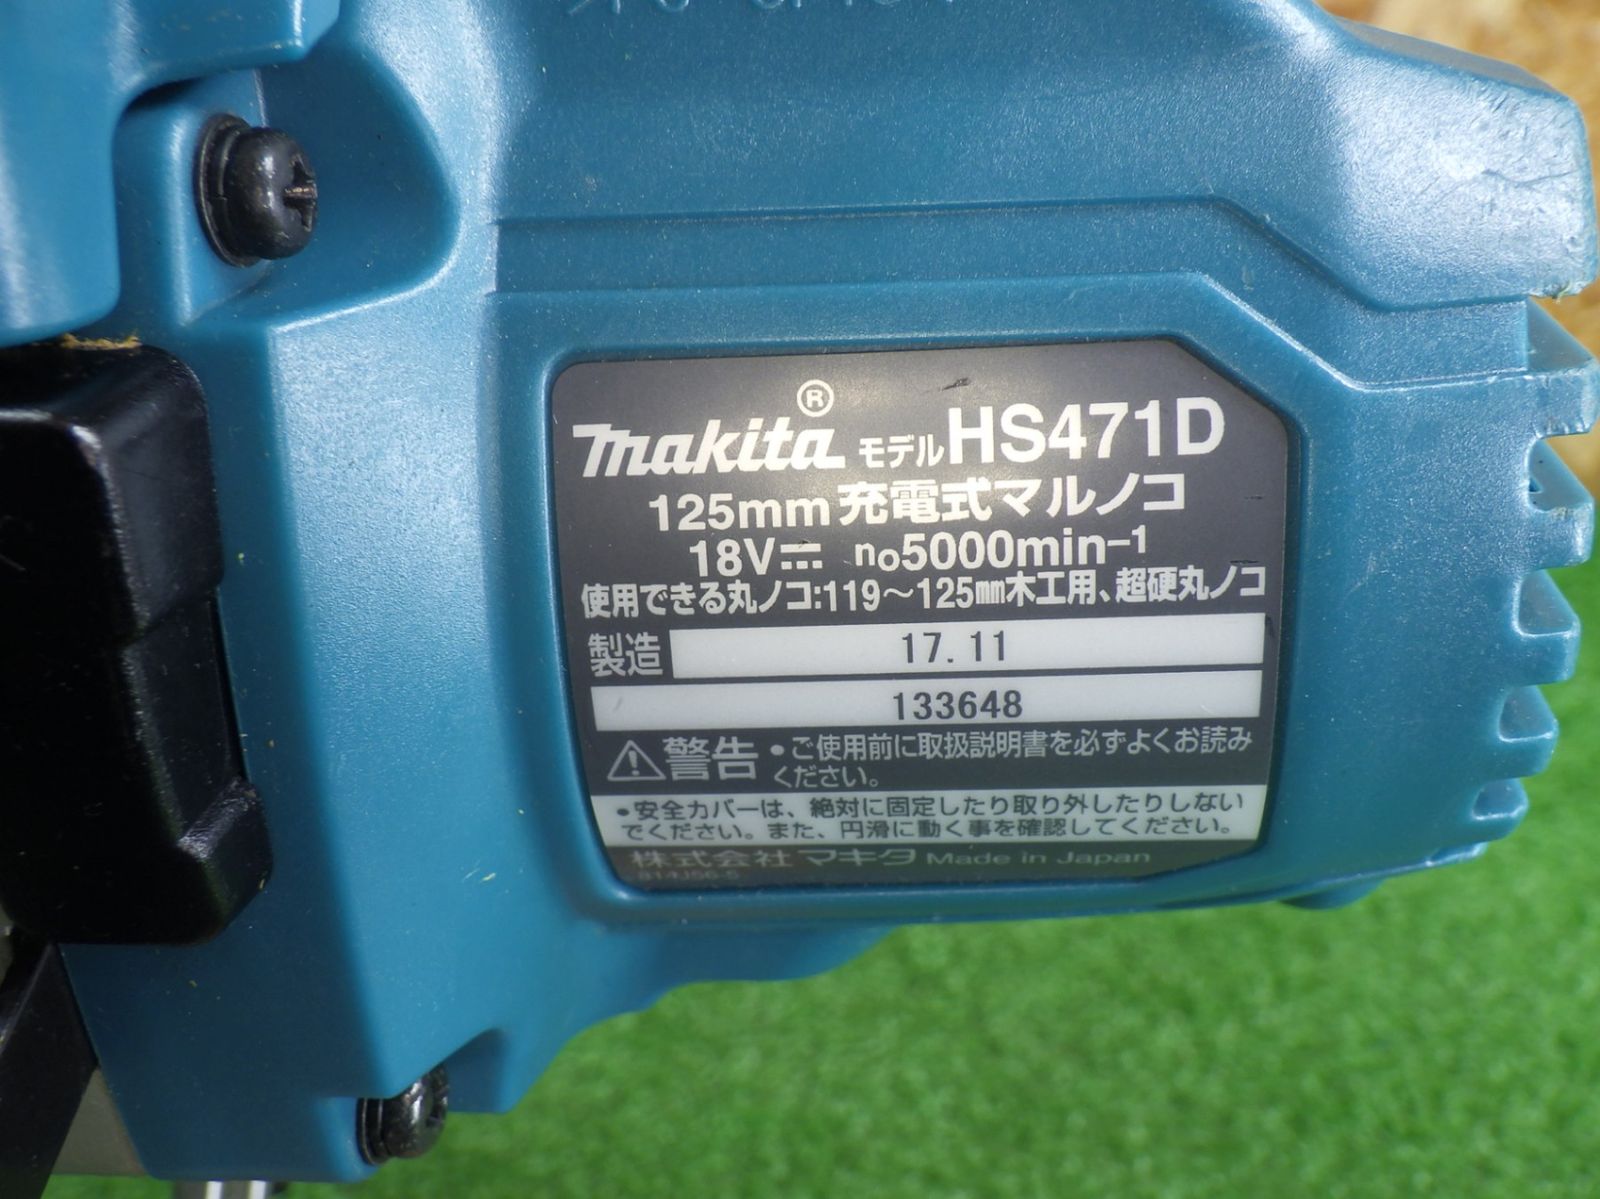 makita® モデルHS471D
125mm 充電式マルノコ
18V⎓ no5000min-1
使用できる丸ノコ:119～125mm木工用、超硬丸ノコ
製造 17.11
133648
⚠警告 •ご使用前に取扱説明書を必ずよくお読み
ください。
•安全カバーは、絶対に固定したり取り外したりしない
でください。また、円滑に動く事を確認してください。
株式会社 マキタ Made in Japan
814J56-5